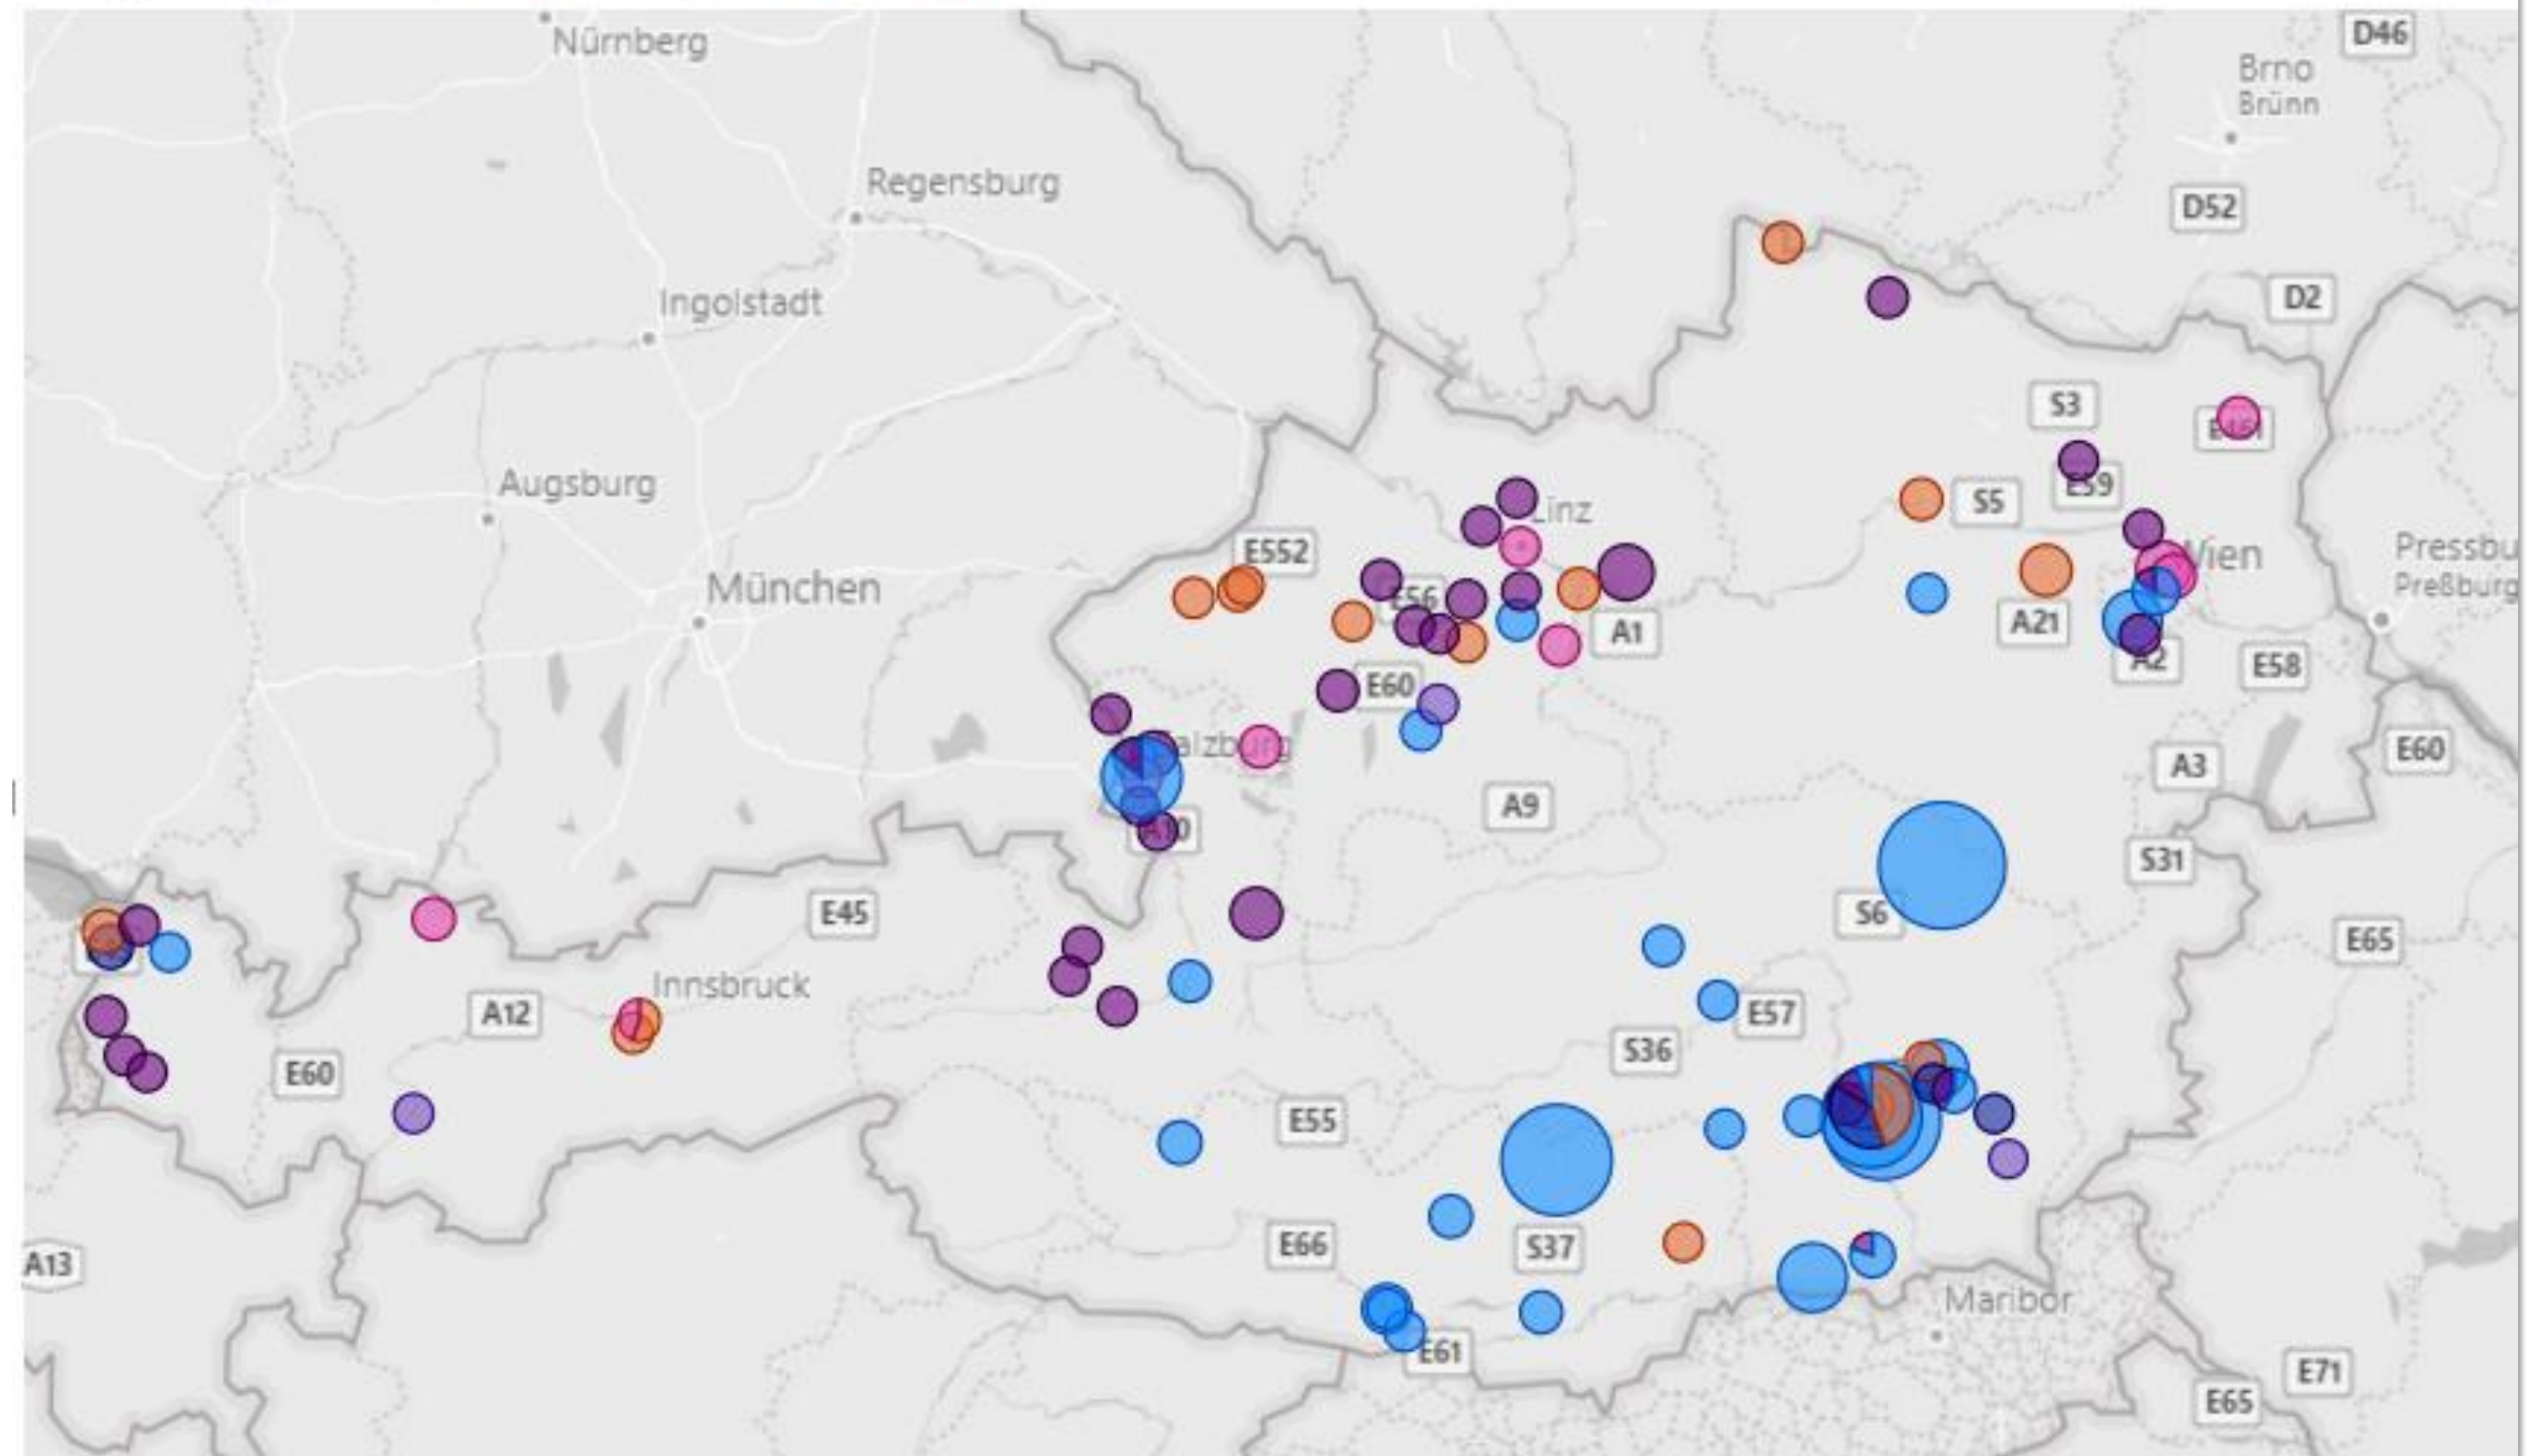 Nürnberg
D46
Brno
Brünn
Regensburg
D52
Ingolstadt
D2
S3
Augsburg
E59
S5
Linz
E552
Wien
Pressbu
Preßburg
München
E56
A1
A21
A2
E58
E60
Salzburg
E60
A3
A9
A10
S31
E45
S6
E65
Innsbruck
A12
E57
S36
E60
E55
E66
S37
A13
Maribor
E61
E71
E65